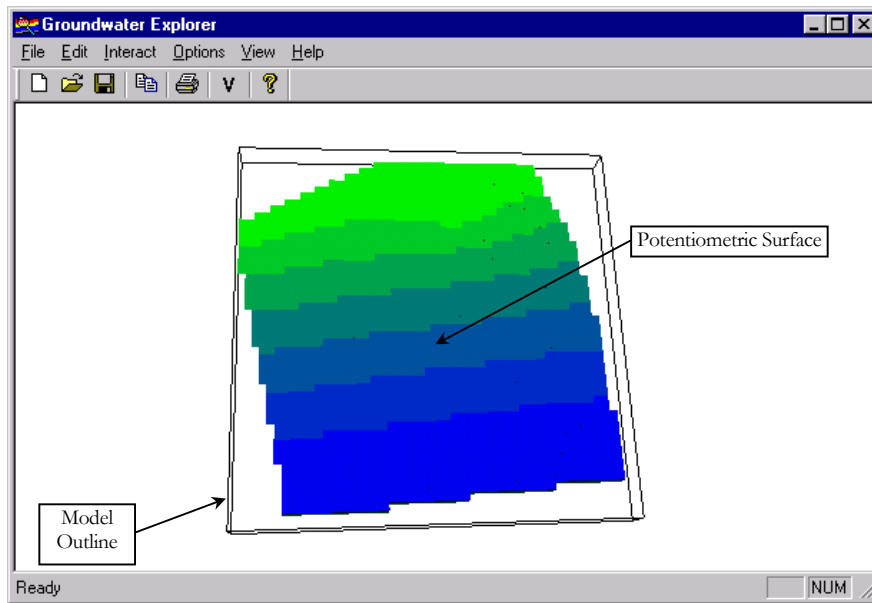 Groundwater Explorer
File Edit Interact Options View Help
V ?
Potentiometric Surface
Model
Outline
Ready NUM